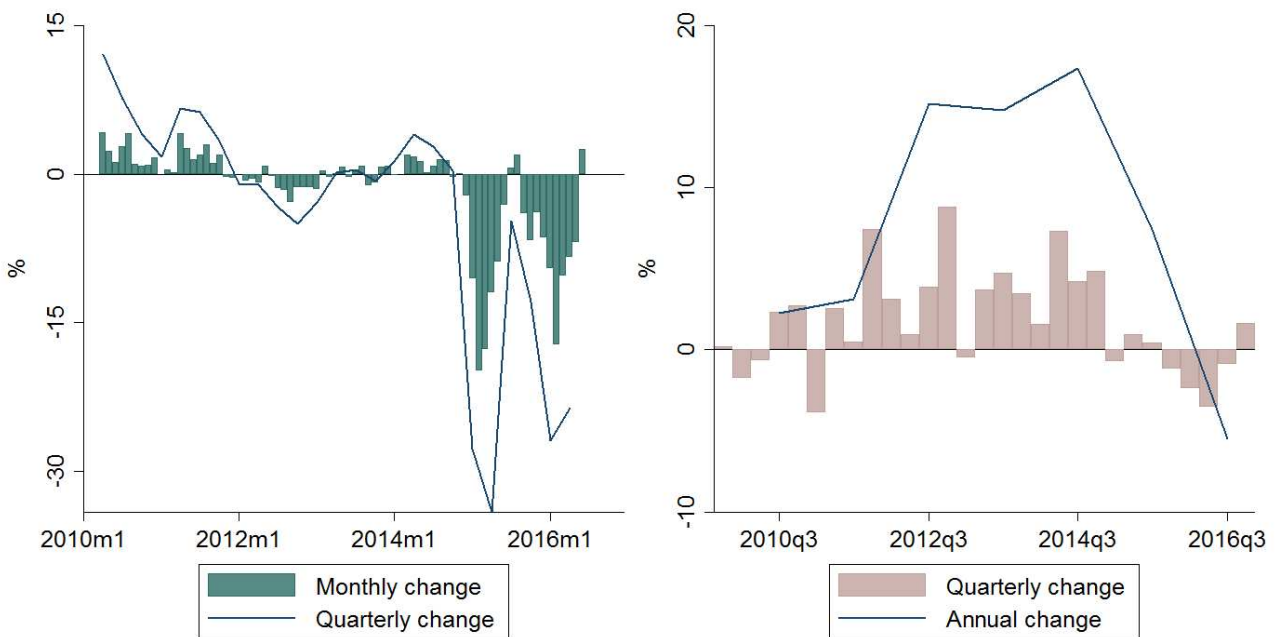 15
0
%
-15
-30
2010m1 2012m1 2014m1 2016m1
Monthly change
Quarterly change
20
10
%
0
-10
2010q3 2012q3 2014q3 2016q3
Quarterly change
Annual change